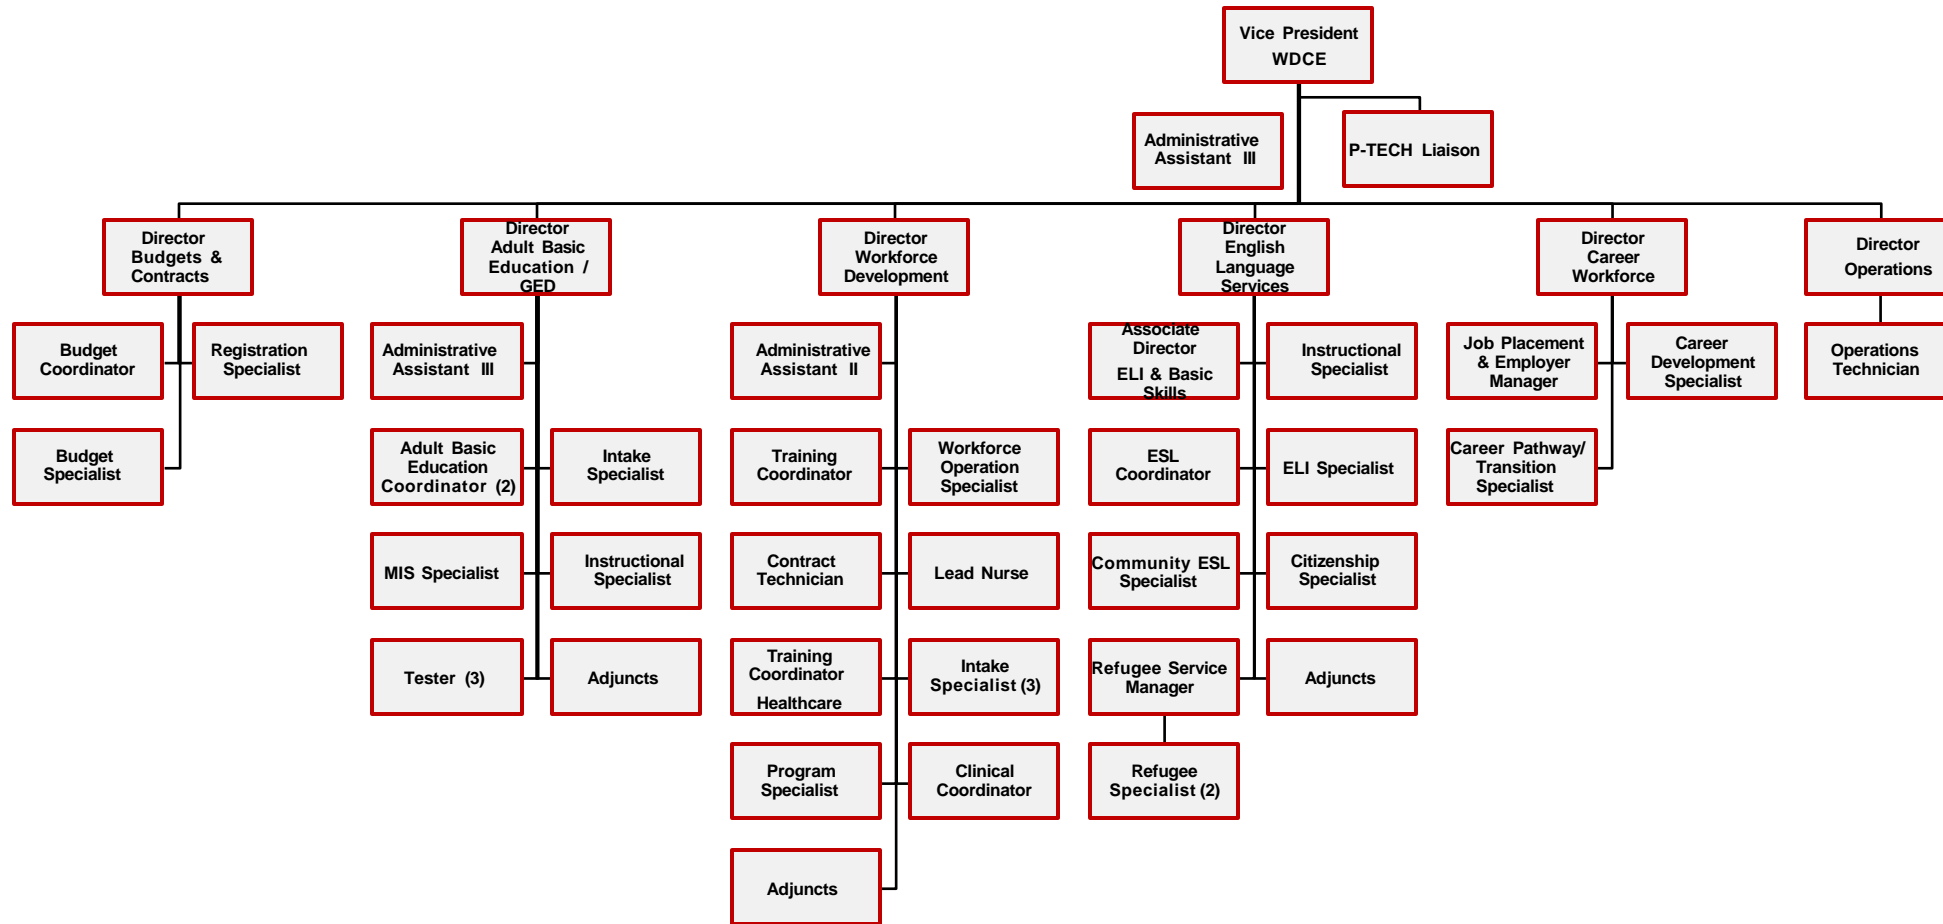 Vice President
WDCE
Administrative
Assistant III
P-TECH Liaison
Director
Budgets &
Contracts
Director
Adult Basic
Education /
GED
Director
Workforce
Development
Director
English
Language
Services
Director
Career
Workforce
Director
Operations
Budget
Coordinator
Registration
Specialist
Administrative
Assistant III
Administrative
Assistant II
Associate
Director
ELI & Basic
Skills
Instructional
Specialist
Job Placement
& Employer
Manager
Career
Development
Specialist
Operations
Technician
Budget
Specialist
Adult Basic
Education
Coordinator (2)
Intake
Specialist
Training
Coordinator
Workforce
Operation
Specialist
ESL
Coordinator
ELI Specialist
Career Pathway/
Transition
Specialist
MIS Specialist
Instructional
Specialist
Contract
Technician
Lead Nurse
Community ESL
Specialist
Citizenship
Specialist
Tester (3)
Adjuncts
Training
Coordinator
Healthcare
Intake
Specialist (3)
Refugee Service
Manager
Adjuncts
Program
Specialist
Clinical
Coordinator
Refugee
Specialist (2)
Adjuncts